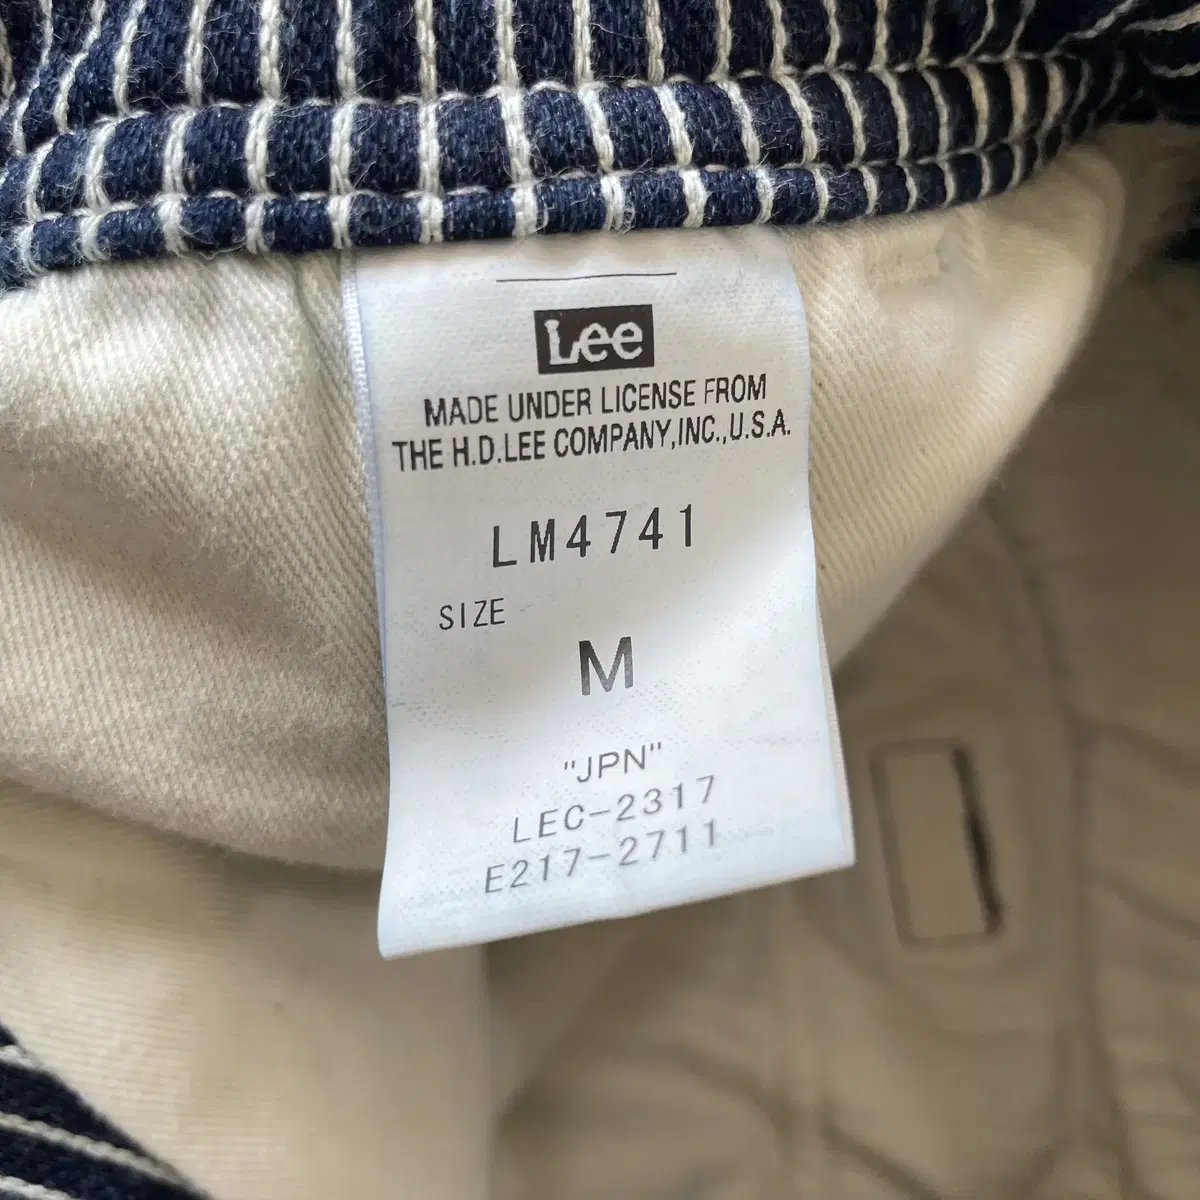 Lee
MADE UNDER LICENSE FROM
THE H.D.LEE COMPANY,INC.,U.S.A.
LM4741
SIZE
M
"JPN"
LEC-2317
E217-2711